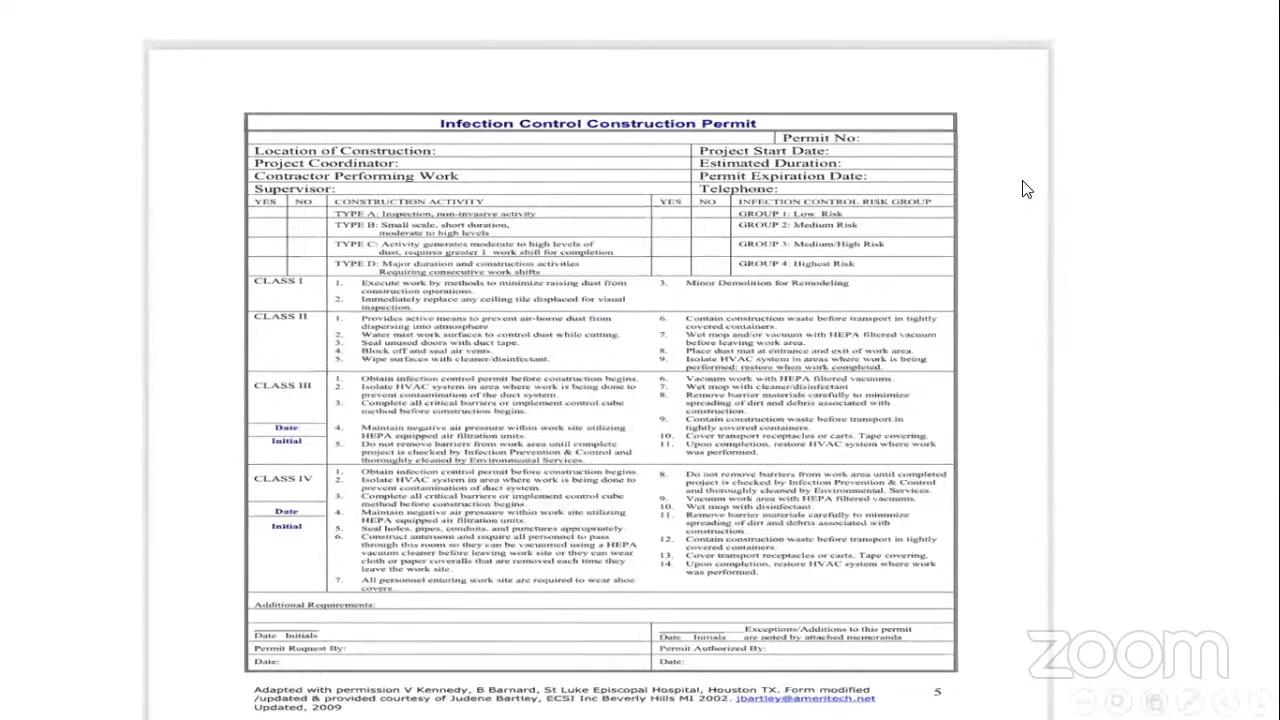 Infection Control Construction Permit
Permit No:
Location of Construction:
Project Start Date:
Project Coordinator:
Estimated Duration:
Contractor Performing Work
Permit Expiration Date:
Supervisor:
Telephone:
YES NO CONSTRUCTION ACTIVITY YES NO INFECTION CONTROL RISK GROUP
TYPE A: Inspection, non-invasive activity
GROUP 1: Low Risk
TYPE B: Small scale, short duration,
moderate to high levels
GROUP 2: Medium Risk
TYPE C: Activity generates moderate to high levels of
dust, requires greater 1 work shift for completion
GROUP 3: Medium/High Risk
TYPE D: Major duration and construction activities
Requiring consecutive work shifts
GROUP 4: Highest Risk
CLASS I
1. Execute work by methods to minimize raising dust from
construction operations.
2. Immediately replace any ceiling tile displaced for visual
inspection.
3. Minor Demolition for Remodeling
CLASS II
1. Provides active means to prevent air-borne dust from
dispersing into atmosphere
2. Water mist work surfaces to control dust while cutting.
3. Seal unused doors with duct tape.
4. Block off and seal air vents.
5. Wipe surfaces with cleaner/disinfectant.
6. Contain construction waste before transport in tightly
covered containers.
7. Wet mop and/or vacuum with HEPA filtered vacuum
before leaving work area.
8. Place dust mat at entrance and exit of work area.
9. Isolate HVAC system in areas where work is being
performed; restore when work completed.
CLASS III
Date
Initial
1. Obtain infection control permit before construction begins.
2. Isolate HVAC system in area where work is being done to
prevent contamination of the duct system.
3. Complete all critical barriers or implement control cube
method before construction begins.
4. Maintain negative air pressure within work site utilizing
HEPA equipped air filtration units.
5. Do not remove barriers from work area until complete
project is checked by Infection Prevention & Control and
thoroughly cleaned by Environmental Services.
6. Vacuum work with HEPA filtered vacuums.
7. Wet mop with cleaner/disinfectant
8. Remove barrier materials carefully to minimize
spreading of dirt and debris associated with
construction.
9. Contain construction waste before transport in
tightly covered containers.
10. Cover transport receptacles or carts. Tape covering.
11. Upon completion, restore HVAC system where work
was performed.
CLASS IV
Date
Initial
1. Obtain infection control permit before construction begins.
2. Isolate HVAC system in area where work is being done to
prevent contamination of duct system.
3. Complete all critical barriers or implement control cube
method before construction begins.
4. Maintain negative air pressure within work site utilizing
HEPA equipped air filtration units.
5. Seal holes, pipes, conduits, and punctures appropriately.
6. Construct anteroom and require all personnel to pass
through this room so they can be vacuumed using a HEPA
vacuum cleaner before leaving work site or they can wear
cloth or paper coveralls that are removed each time they
leave the work site.
7. All personnel entering work site are required to wear shoe
covers.
8. Do not remove barriers from work area until completed
project is checked by Infection Prevention & Control
and thoroughly cleaned by Environmental. Services.
9. Vacuum work area with HEPA filtered vacuums.
10. Wet mop with disinfectant.
11. Remove barrier materials carefully to minimize
spreading of dirt and debris associated with
construction.
12. Contain construction waste before transport in tightly
covered containers.
13. Cover transport receptacles or carts. Tape covering.
14. Upon completion, restore HVAC system where work
was performed.
Additional Requirements:
Date Initials
Date Initials
Exceptions/Additions to this permit
are noted by attached memoranda
Permit Request By:
Permit Authorized By:
Date:
Date:
Adapted with permission V Kennedy, B Barnard, St Luke Episcopal Hospital, Houston TX. Form modified
/updated & provided courtesy of Judene Bartley, ECSI Inc Beverly Hills MI 2002. jbartley@ameritech.net
Updated, 2009
5
zoom